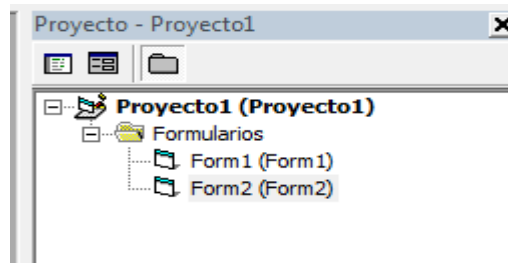 Proyecto - Proyecto1
Proyecto1 (Proyecto1)
Formularios
Form1 (Form1)
Form2 (Form2)